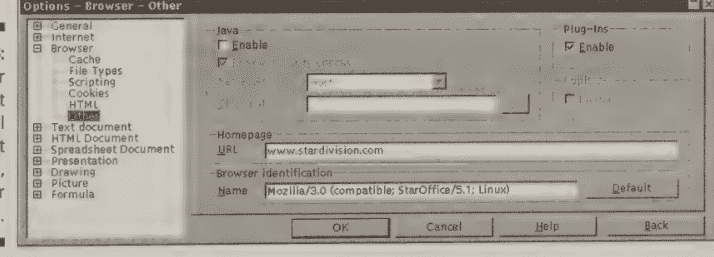 Options – Browser – Other
General
Internet
Browser
Cache
File Types
Scripting
Cookies
HTML
Other
Text document
HTML Document
Spreadsheet Document
Presentation
Drawing
Picture
Formula
Java
Enable
Plug-Ins
Enable
Homepage
URL www.stardivision.com
Browser identification
Name Mozilla/3.0 (compatible; StarOffice/5.1; Linux) Default
OK Cancel Help Back